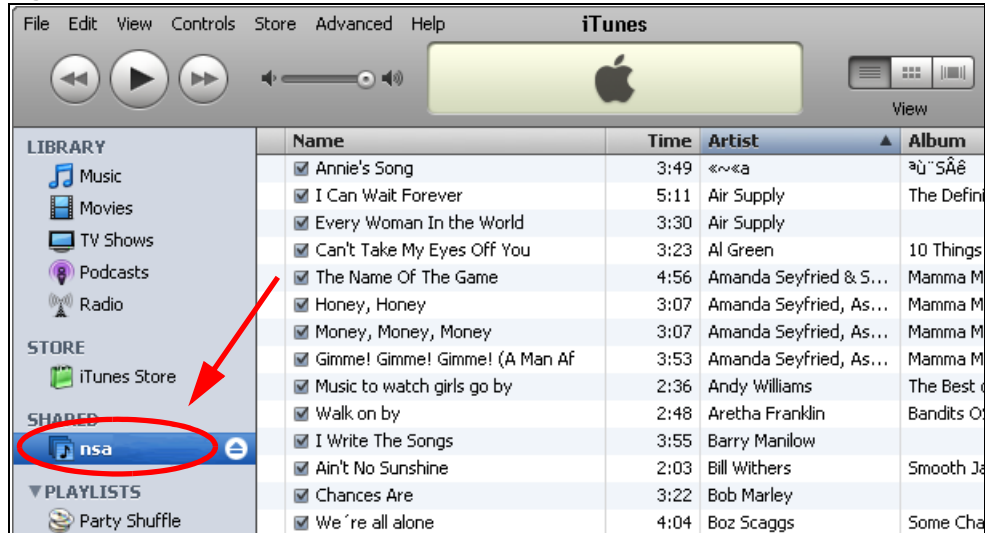 File Edit View Controls Store Advanced Help iTunes
View
LIBRARY
Music
Movies
TV Shows
Podcasts
Radio
STORE
iTunes Store
SHARED
nsa
▼PLAYLISTS
Party Shuffle
Name Time Artist ▲ Album
Annie's Song 3:49 «~«a ªù¨SÂê
I Can Wait Forever 5:11 Air Supply The Defini
Every Woman In the World 3:30 Air Supply
Can't Take My Eyes Off You 3:23 Al Green 10 Things
The Name Of The Game 4:56 Amanda Seyfried & S... Mamma M
Honey, Honey 3:07 Amanda Seyfried, As... Mamma M
Money, Money, Money 3:07 Amanda Seyfried, As... Mamma M
Gimme! Gimme! Gimme! (A Man Af 3:53 Amanda Seyfried, As... Mamma M
Music to watch girls go by 2:36 Andy Williams The Best
Walk on by 2:48 Aretha Franklin Bandits OS
I Write The Songs 3:55 Barry Manilow
Ain't No Sunshine 2:03 Bill Withers Smooth Ja
Chances Are 3:22 Bob Marley
We´re all alone 4:04 Boz Scaggs Some Cha